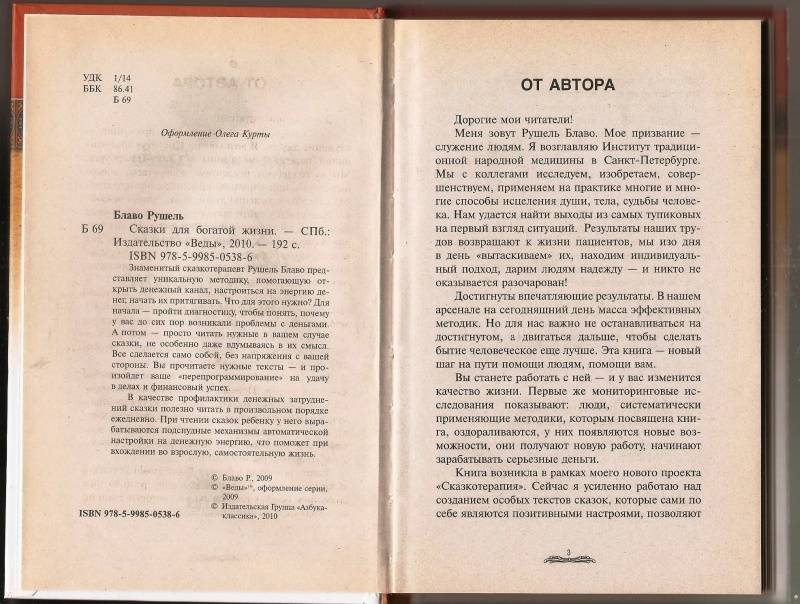 УДК 1/14
ББК 86.41
Б 69
Оформление Олега Курты
Блаво Рушель
Б 69 Сказки для богатой жизни. — СПб.:
Издательство «Веды», 2010. — 192 с.
ISBN 978-5-9985-0538-6
Знаменитый сказкотерапевт Рушель Блаво пред-
ставляет уникальную методику, помогающую от-
крыть денежный канал, настроиться на энергию де-
нег, начать их притягивать. Что для этого нужно? Для
начала — пройти диагностику, чтобы понять, почему
у вас до сих пор возникали проблемы с деньгами.
А потом — просто читать нужные в вашем случае
сказки, не особенно даже вдумываясь в их смысл.
Все сделается само собой, без напряжения с вашей
стороны. Вы прочитаете нужные тексты — и про-
изойдет ваше «перепрограммирование» на удачу
в делах и финансовый успех.
В качестве профилактики денежных затрудне-
ний сказки полезно читать в произвольном порядке
ежедневно. При чтении сказок ребенку у него выра-
батываются подспудные механизмы автоматической
настройки на денежную энергию, что поможет при
вхождении во взрослую, самостоятельную жизнь.
© Блаво Р., 2009
© «Веды»™, оформление серии,
2009
© Издательская Группа «Азбука-
классика», 2010
ISBN 978-5-9985-0538-6
ОТ АВТОРА
Дорогие мои читатели!
Меня зовут Рушель Блаво. Мое призвание —
служение людям. Я возглавляю Институт традици-
онной народной медицины в Санкт-Петербурге.
Мы с коллегами исследуем, изобретаем, совер-
шенствуем, применяем на практике многие и мно-
гие способы исцеления души, тела, судьбы челове-
ка. Нам удается найти выходы из самых тупиковых
на первый взгляд ситуаций. Результаты наших тру-
дов возвращают к жизни пациентов, мы изо дня
в день «вытаскиваем» их, находим индивидуаль-
ный подход, дарим людям надежду — и никто не
оказывается разочарован!
Достигнуты впечатляющие результаты. В нашем
арсенале на сегодняшний день масса эффективных
методик. Но для нас важно не останавливаться на
достигнутом, а двигаться дальше, чтобы сделать
бытие человеческое еще лучше. Эта книга — новый
шаг на пути помощи людям, помощи вам.
Вы станете работать с ней — и у вас изменится
качество жизни. Первые же мониторинговые ис-
следования показывают: люди, систематически
применяющие методики, которым посвящена кни-
га, оздоравливаются, у них появляются новые воз-
можности, они получают новую работу, начинают
зарабатывать серьезные деньги.
Книга возникла в рамках моего нового проекта
«Сказкотерапия». Сейчас я усиленно работаю над
созданием особых текстов сказок, которые сами по
себе являются позитивными настроями, позволяют
3